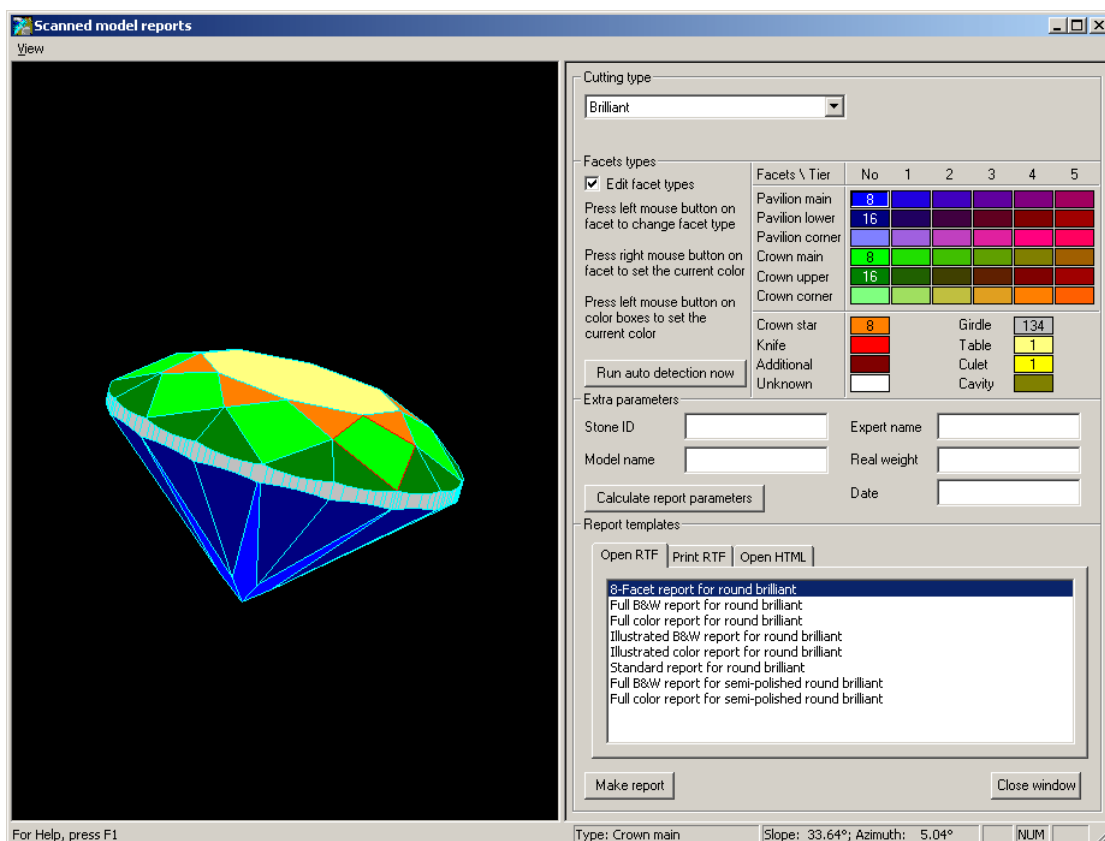 Scanned model reports
View
Cutting type
Brilliant
Facets types
Edit facet types
Press left mouse button on
facet to change facet type
Press right mouse button on
facet to set the current color
Press left mouse button on
color boxes to set the
current color
Run auto detection now
Facets \ Tier No 1 2 3 4 5
Pavilion main 8
Pavilion lower 16
Pavilion corner
Crown main 8
Crown upper 16
Crown corner
Crown star 8 Girdle 134
Knife Table 1
Additional Culet 1
Unknown Cavity
Extra parameters
Stone ID Expert name
Model name Real weight
Calculate report parameters Date
Report templates
Open RTF Print RTF Open HTML
8-Facet report for round brilliant
Full B&W report for round brilliant
Full color report for round brilliant
Illustrated B&W report for round brilliant
Illustrated color report for round brilliant
Standard report for round brilliant
Full B&W report for semi-polished round brilliant
Full color report for semi-polished round brilliant
Make report Close window
For Help, press F1 Type: Crown main Slope: 33.64°; Azimuth: 5.04° NUM